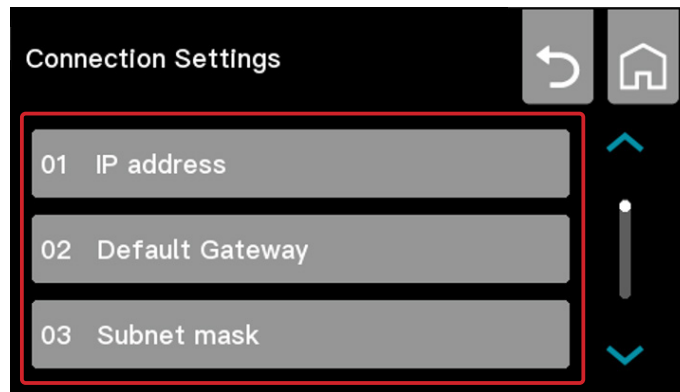 Connection Settings
01 IP address
02 Default Gateway
03 Subnet mask